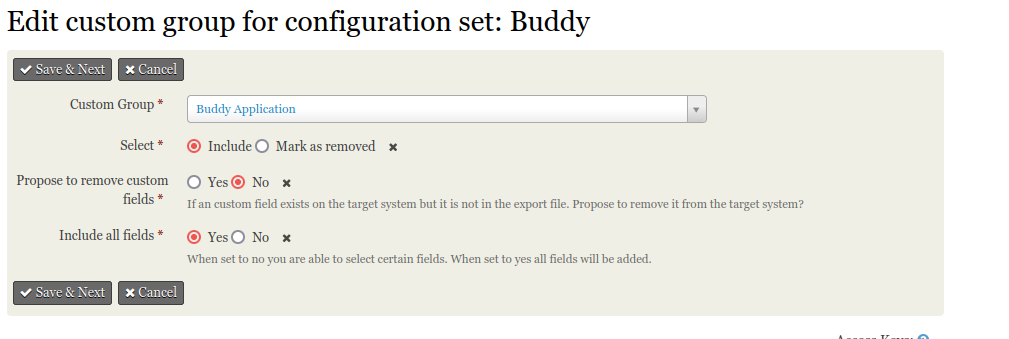 Edit custom group for configuration set: Buddy
Save & Next Cancel
Custom Group * Buddy Application
Select * Include Mark as removed
Propose to remove custom fields * Yes No
If an custom field exists on the target system but it is not in the export file. Propose to remove it from the target system?
Include all fields * Yes No
When set to no you are able to select certain fields. When set to yes all fields will be added.
Save & Next Cancel
Access Keys: